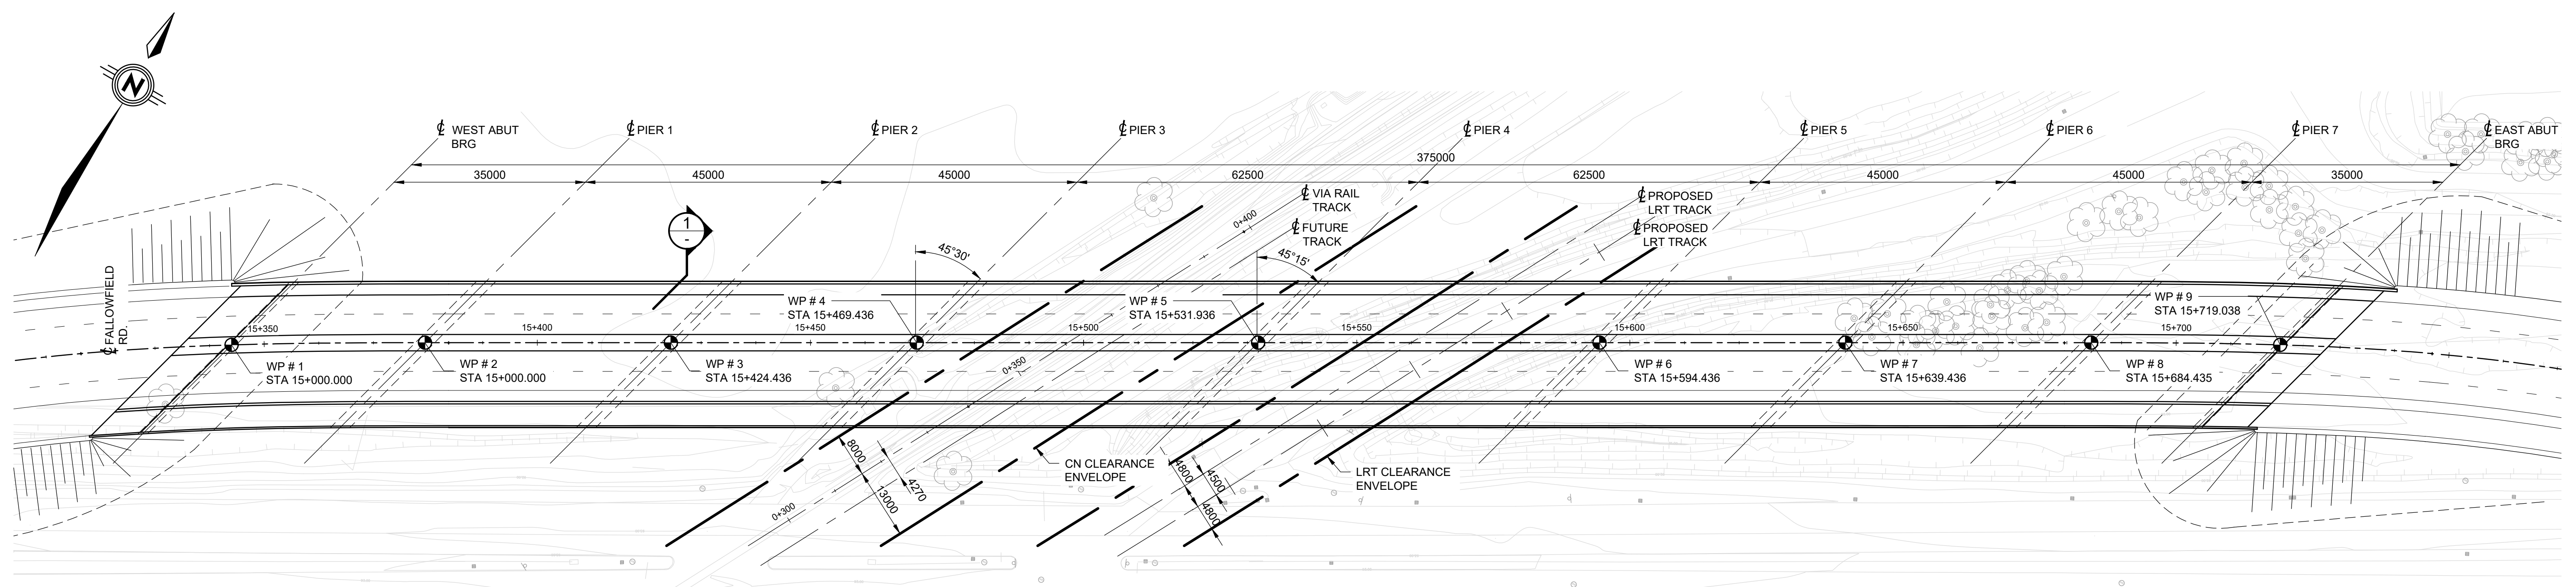 N
℄ WEST ABUT
BRG
℄ PIER 1
℄ PIER 2
℄ PIER 3
℄ PIER 4
℄ PIER 5
℄ PIER 6
℄ PIER 7
℄ EAST ABUT
BRG
375000
35000
45000
45000
62500
62500
45000
45000
35000
℄ VIA RAIL
TRACK
0+400
℄ FUTURE
TRACK
℄ PROPOSED
LRT TRACK
℄ PROPOSED
LRT TRACK
1
-
45°30'
45°15'
℄ FALLOWFIELD
RD.
WP # 4
STA 15+469.436
WP # 5
STA 15+531.936
WP # 9
STA 15+719.038
15+350
15+400
15+450
15+500
15+550
15+600
15+650
15+700
WP # 1
STA 15+000.000
WP # 2
STA 15+000.000
WP # 3
STA 15+424.436
0+350
WP # 6
STA 15+594.436
WP # 7
STA 15+639.436
WP # 8
STA 15+684.435
8000
4270
13000
0+300
CN CLEARANCE
ENVELOPE
4800
4500
4800
LRT CLEARANCE
ENVELOPE